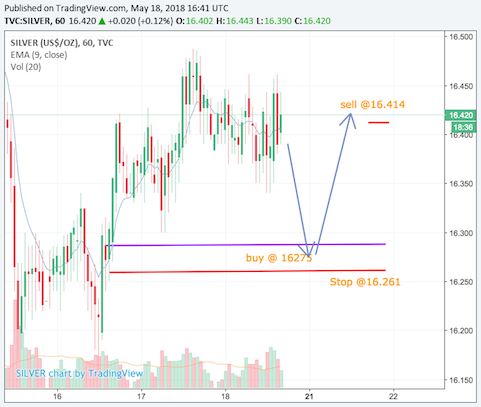 Published on TradingView.com, May 18, 2018 16:41 UTC
TVC:SILVER, 60 16.420 ▲ +0.020 (+0.12%) O:16.402 H:16.443 L:16.390 C:16.420
SILVER (US$/OZ), 60, TVC
EMA (9, close)
Vol (20)
16.500
16.450
sell @16.414
16.420
18:36
16.400
16.350
16.300
buy @ 16275
Stop @16.261
16.250
16.200
SILVER chart by TradingView
16.150
16 17 18 21 22